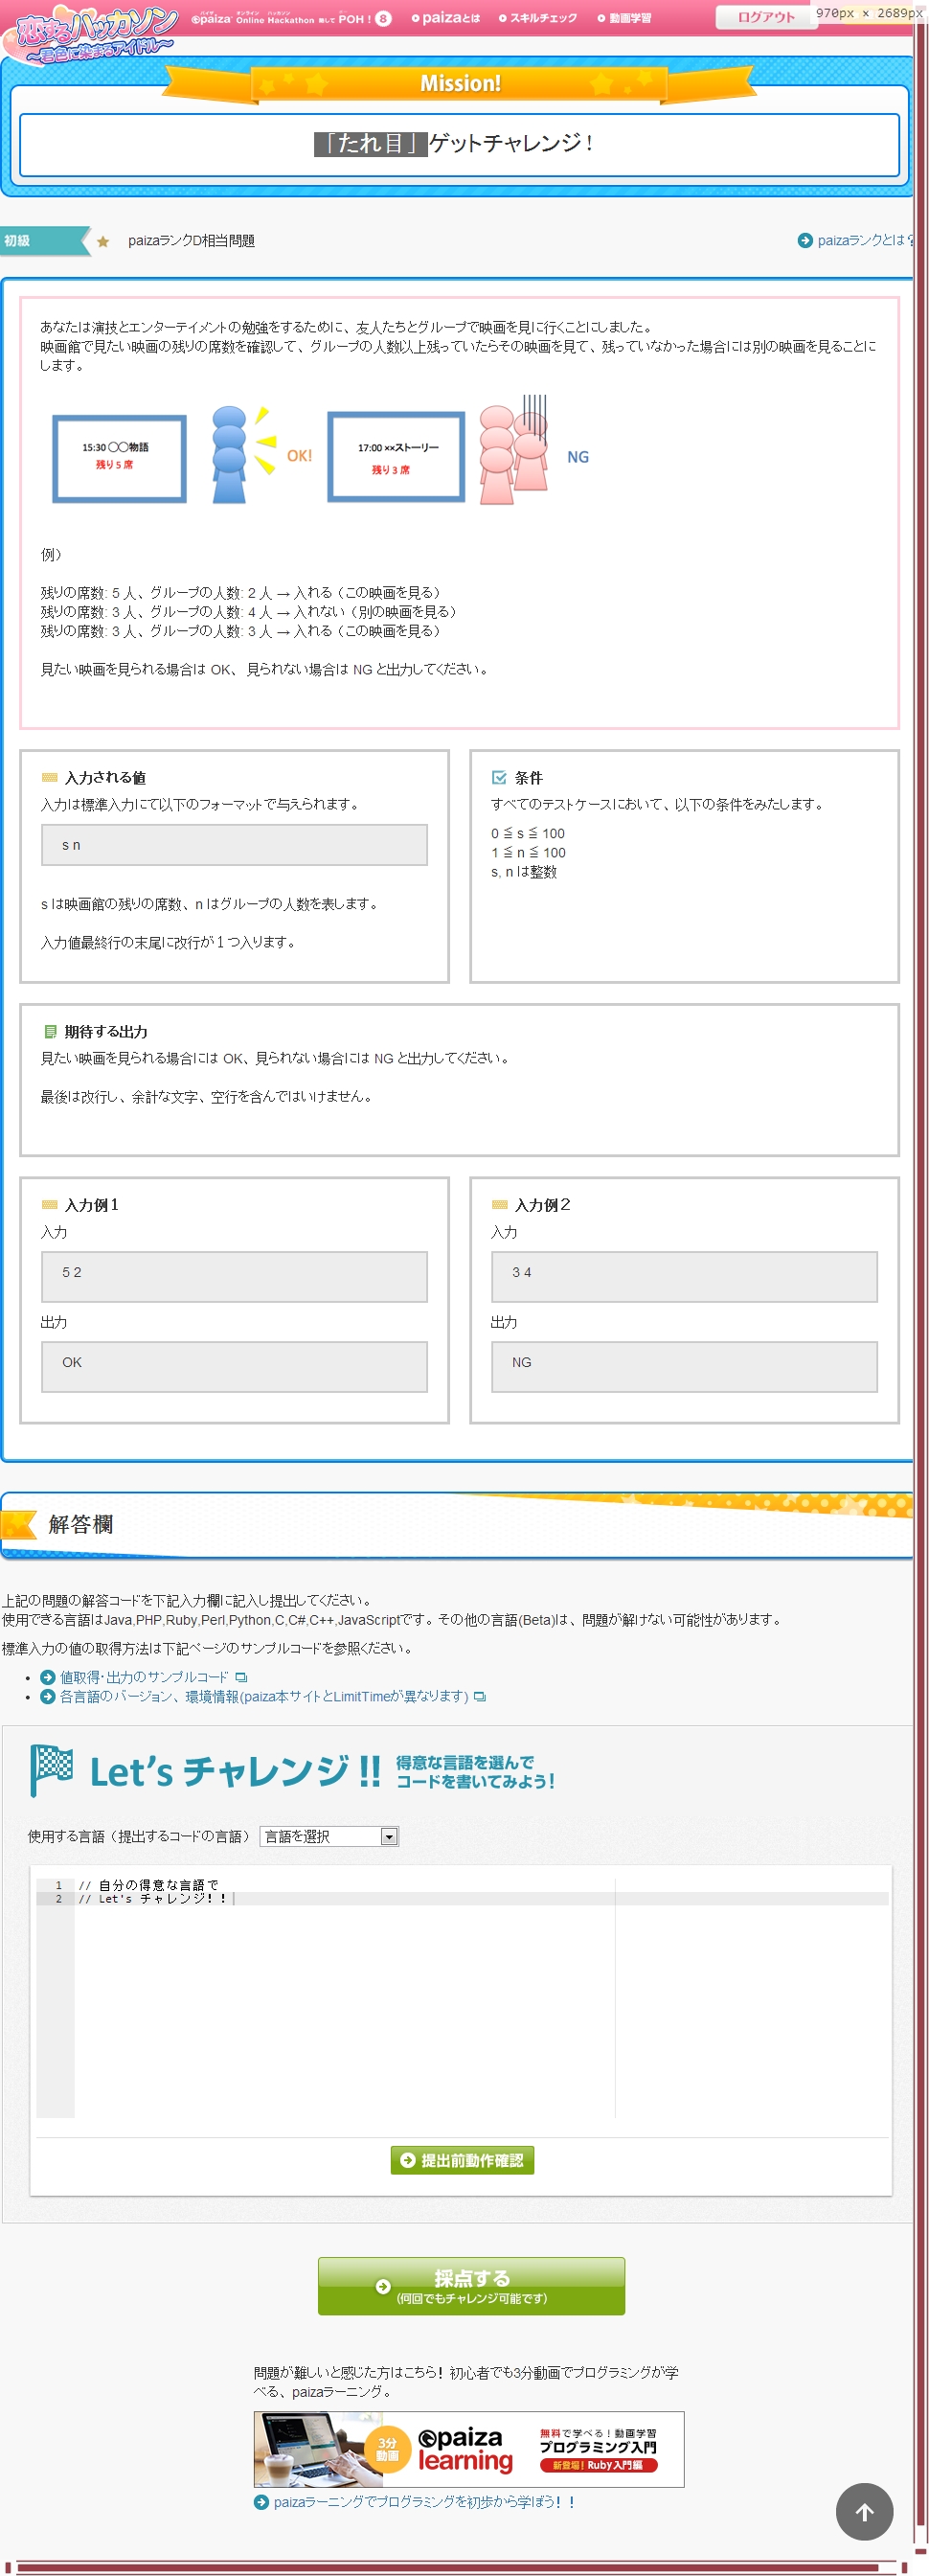 恋するハッカソン
～君色に染まるアイドル～
paiza Online Hackathon 略して POH! 8
paizaとは
スキルチェック
動画学習
ログアウト
970px × 2689px
Mission!
「たれ目」ゲットチャレンジ!
初級
paizaランクD相当問題
paizaランクとは?
あなたは演技とエンターテイメントの勉強をするために、友人たちとグループで映画を見に行くことにしました。
映画館で見たい映画の残りの席数を確認して、グループの人数以上残っていたらその映画を見て、残っていなかった場合には別の映画を見ることに
します。
15:30 〇〇物語
残り5席
OK!
17:00 ××ストーリー
残り3席
NG
例)
残りの席数: 5 人、グループの人数: 2 人 → 入れる (この映画を見る)
残りの席数: 3 人、グループの人数: 4 人 → 入れない (別の映画を見る)
残りの席数: 3 人、グループの人数: 3 人 → 入れる (この映画を見る)
見たい映画を見られる場合は OK、 見られない場合は NG と出力してください。
入力される値
入力は標準入力にて以下のフォーマットで与えられます。
s n
s は映画館の残りの席数、n はグループの人数を表します。
入力値最終行の末尾に改行が1つ入ります。
条件
すべてのテストケースにおいて、以下の条件をみたします。
0 ≦ s ≦ 100
1 ≦ n ≦ 100
s, n は整数
期待する出力
見たい映画を見られる場合には OK、見られない場合には NG と出力してください。
最後は改行し、余計な文字、空行を含んではいけません。
入力例1
入力
5 2
出力
OK
入力例2
入力
3 4
出力
NG
解答欄
上記の問題の解答コードを下記入力欄に記入し提出してください。
使用できる言語はJava,PHP,Ruby,Perl,Python,C,C#,C++,JavaScriptです。その他の言語(Beta)は、問題が解けない可能性があります。
標準入力の値の取得方法は下記ページのサンプルコードを参照ください。
値取得・出力のサンプルコード
各言語のバージョン、環境情報(paiza本サイトとLimitTimeが異なります)
Let's チャレンジ!! 得意な言語を選んで
コードを書いてみよう!
使用する言語 (提出するコードの言語) 言語を選択
1 // 自分の得意な言語で
2 // Let's チャレンジ!!
提出前動作確認
採点する
(何回でもチャレンジ可能です)
問題が難しいと感じた方はこちら! 初心者でも3分動画でプログラミングが学
べる、paizaラーニング。
3分
動画
paiza
learning
無料で学べる!動画学習
プログラミング入門
新登場! Ruby入門編
paizaラーニングでプログラミングを初歩から学ぼう!!